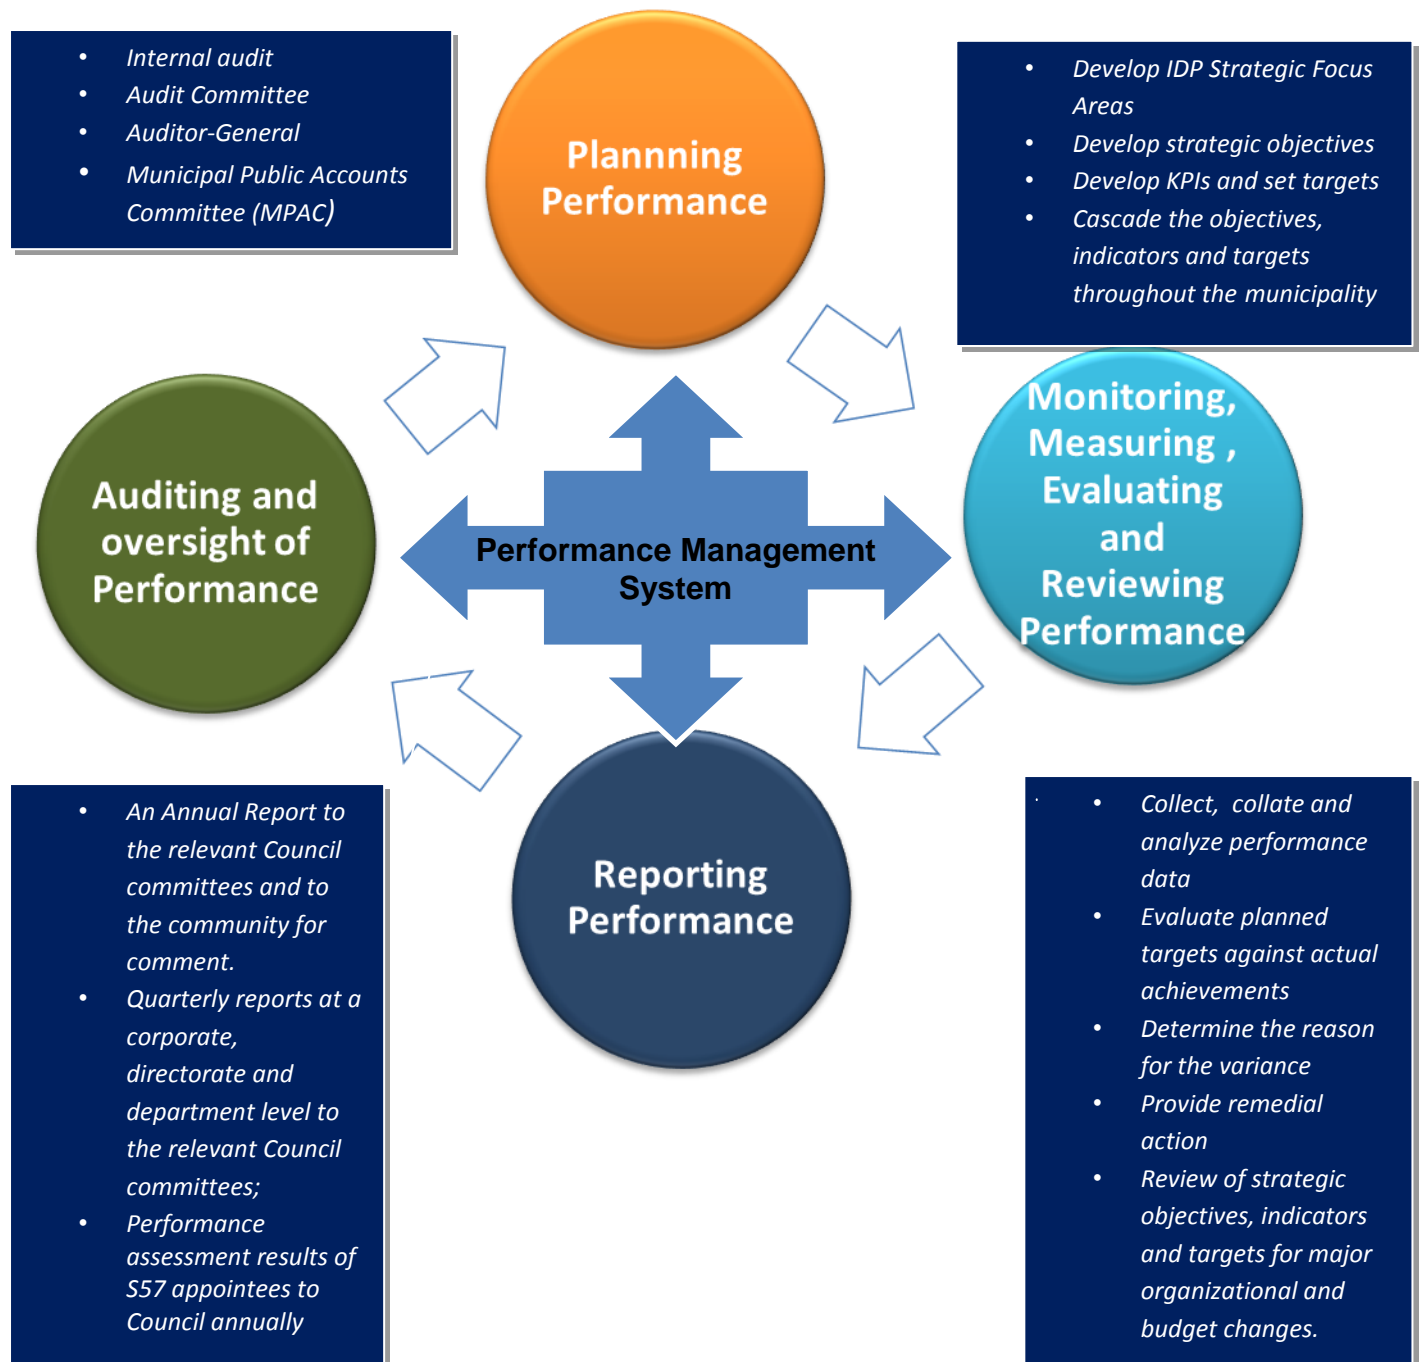 • Internal audit
• Audit Committee
• Auditor-General
• Municipal Public Accounts
Committee (MPAC)
Plannning
Performance
• Develop IDP Strategic Focus
Areas
• Develop strategic objectives
• Develop KPIs and set targets
• Cascade the objectives,
indicators and targets
throughout the municipality
Monitoring,
Measuring ,
Evaluating
and
Reviewing
Performance
Auditing and
oversight of
Performance
Performance Management
System
Reporting
Performance
• An Annual Report to
the relevant Council
committees and to
the community for
comment.
• Quarterly reports at a
corporate,
directorate and
department level to
the relevant Council
committees;
• Performance
assessment results of
S57 appointees to
Council annually
• Collect, collate and
analyze performance
data
• Evaluate planned
targets against actual
achievements
• Determine the reason
for the variance
• Provide remedial
action
• Review of strategic
objectives, indicators
and targets for major
organizational and
budget changes.